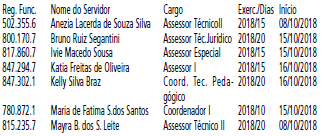 Reg. Func. Nome do Servidor Cargo Exerc./Dias Início
502.355.6 Anezia Lacerda de Souza Silva Assessor TécnicoII 2018/15 08/10/2018
800.170.7 Bruno Ruiz Segantini Assessor Téc.Jurídico 2018/20 15/10/2018
817.860.7 Ivie Macedo Sousa Assessor Especial 2018/15 15/10/2018
847.294.7 Katia Freitas de Oliveira Assessor I 2018/15 16/10/2018
847.302.1 Kelly Silva Braz Coord. Tec. Peda- 2018/20 16/10/2018
gógico
780.872.1 Maria de Fatima S.dos Santos Coordenador I 2018/10 15/10/2018
815.235.7 Mayra B. dos S. Leite Assessor Técnico II 2018/20 08/10/2018